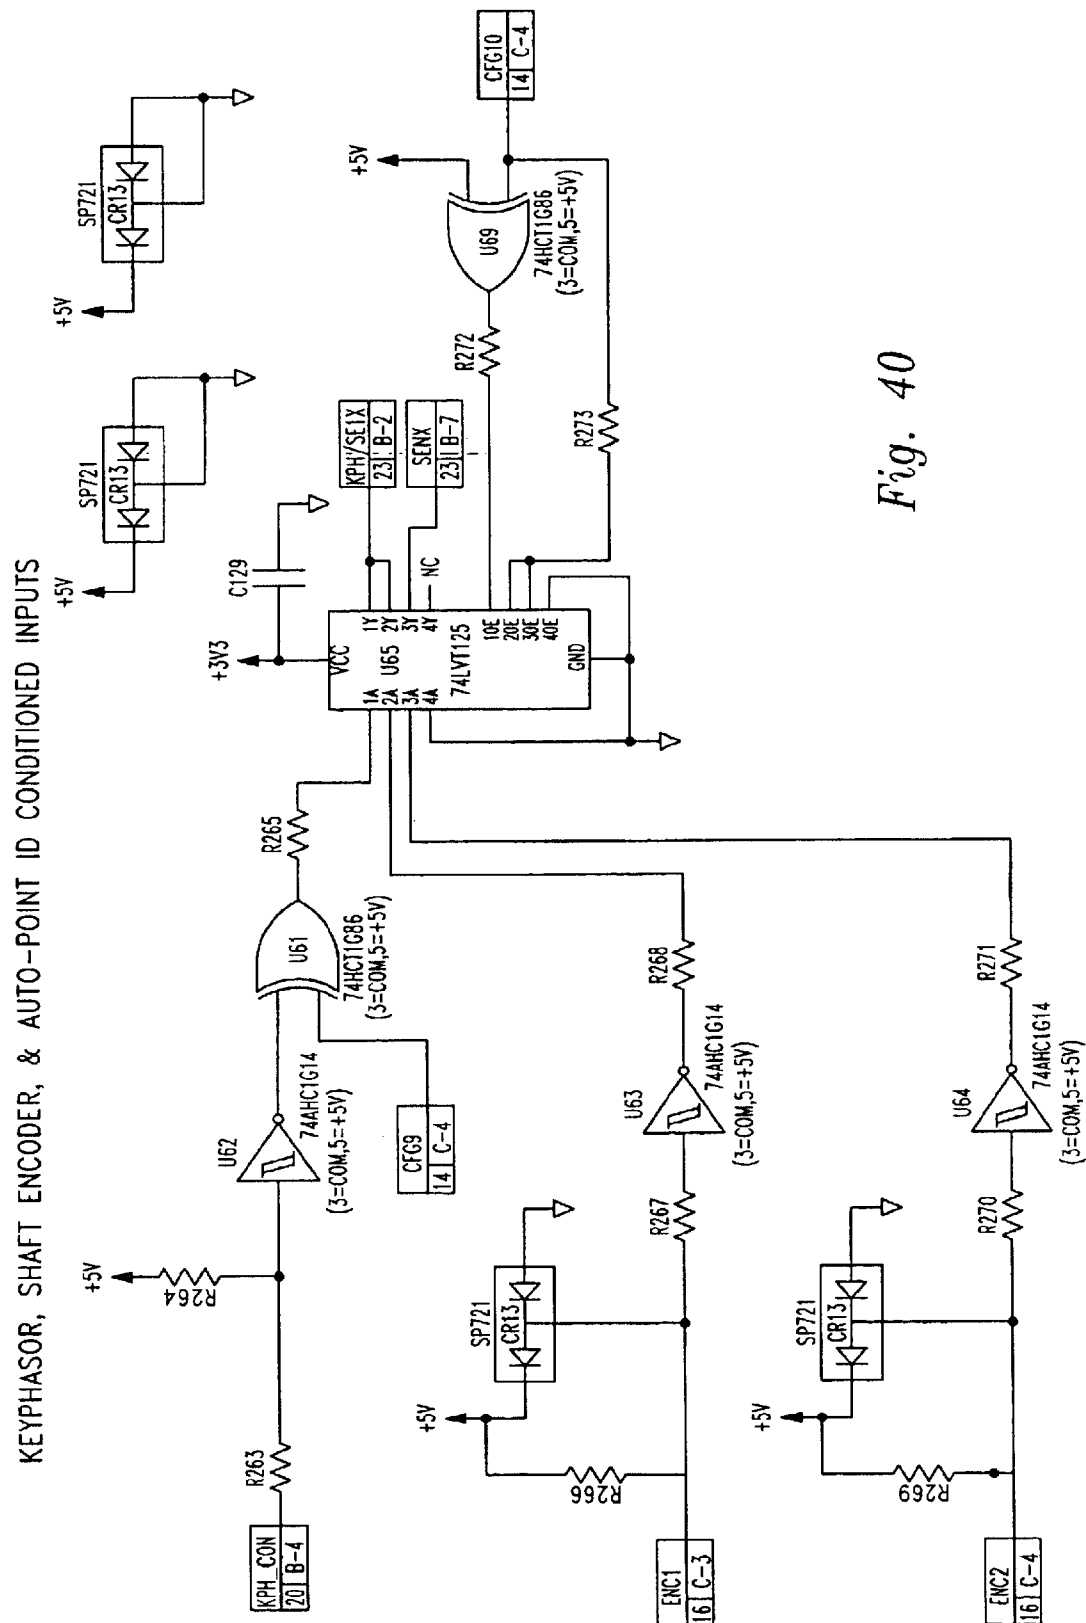 KEYPHASOR, SHAFT ENCODER, & AUTO-POINT ID CONDITIONED INPUTS
KPH_CON
20| B-4
R263
+5V
R264
U62
74AHC1G14
(3=COM,5=+5V)
CFG9
14| C-4
U61
74HCT1G86
(3=COM,5=+5V)
R265
ENC1
16| C-3
R266
+5V
SP721
CR13
R267
U63
74AHC1G14
(3=COM,5=+5V)
R268
ENC2
16| C-4
R269
+5V
SP721
CR13
R270
U64
74AHC1G14
(3=COM,5=+5V)
R271
+3V3
C129
VCC
U65
74LVT125
GND
1A
2A
3A
4A
1Y
2Y
3Y
4Y
NC
1OE
2OE
3OE
4OE
KPH/SE1X
23| B-2
SENX
23| B-7
R272
R273
U69
74HCT1G86
(3=COM,5=+5V)
+5V
CFG10
14| C-4
+5V
SP721
CR13
+5V
SP721
CR13
Fig. 40